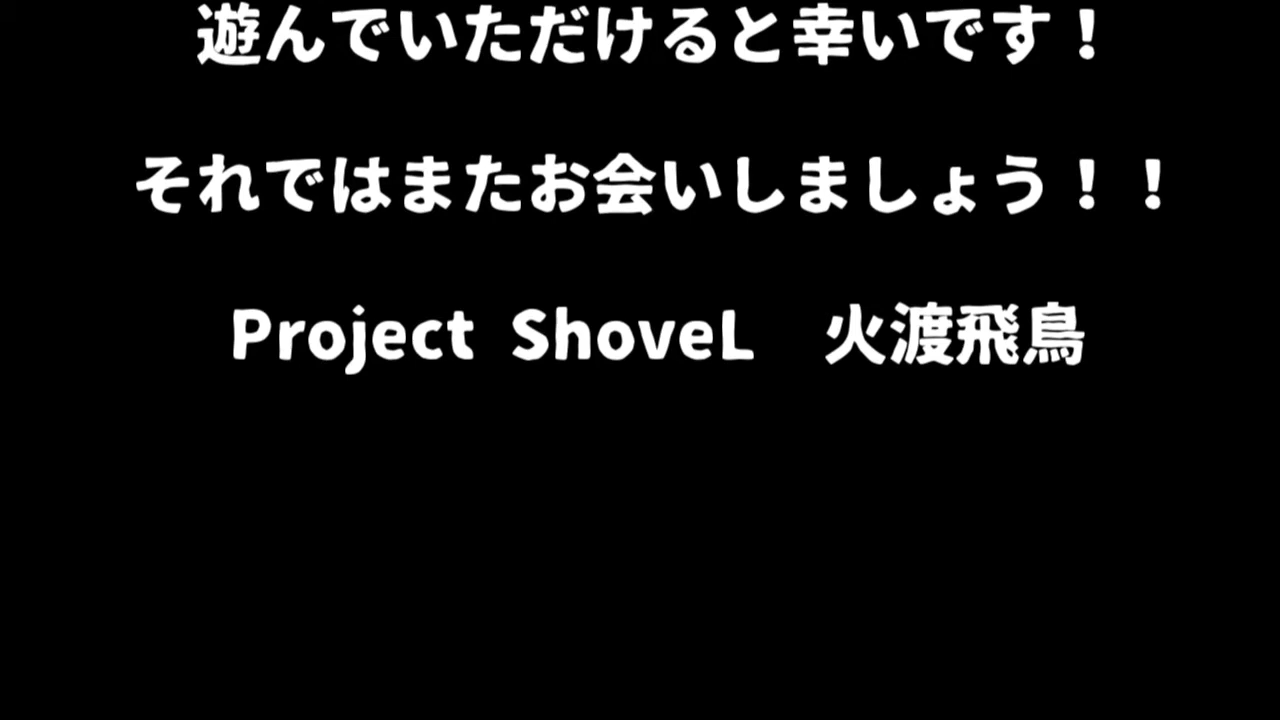 遊んでいただけると幸いです！
それではまたお会いしましょう！！
Project ShoveL　火渡飛鳥